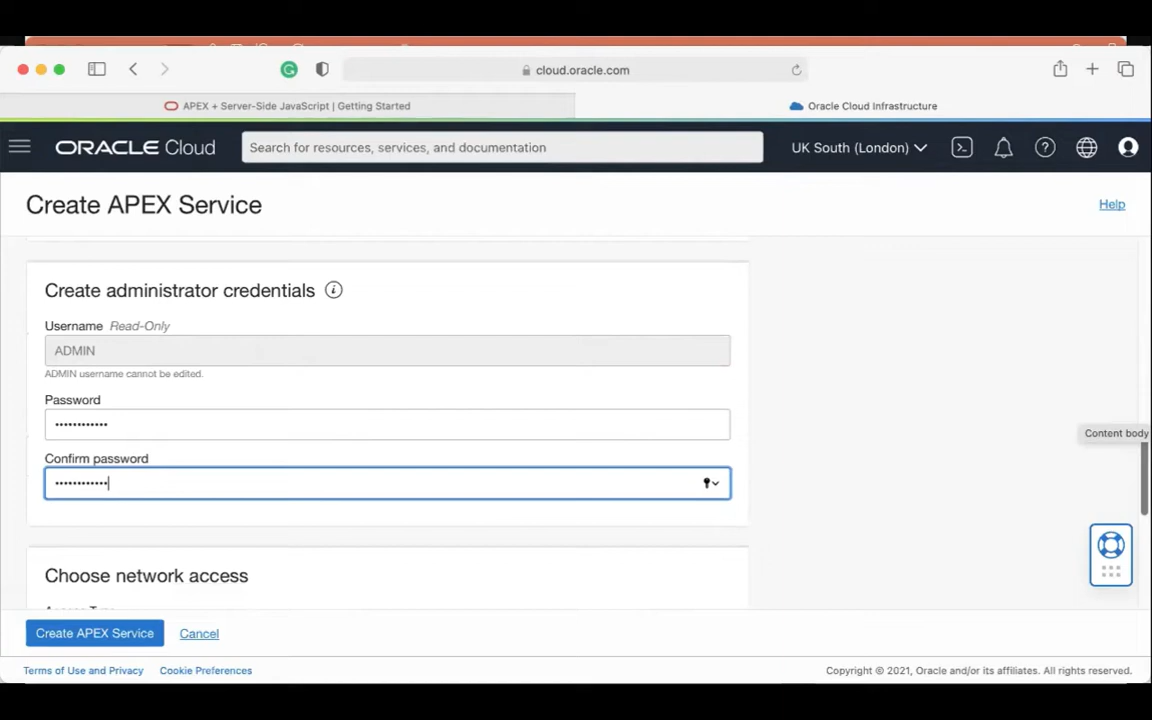 cloud.oracle.com
APEX + Server-Side JavaScript | Getting Started
Oracle Cloud Infrastructure
ORACLE Cloud
Search for resources, services, and documentation
UK South (London)
Create APEX Service
Help
Create administrator credentials
Username Read-Only
ADMIN
ADMIN username cannot be edited.
Password
••••••••••••
Confirm password
••••••••••••
Content body
Choose network access
Create APEX Service
Cancel
Terms of Use and Privacy
Cookie Preferences
Copyright © 2021, Oracle and/or its affiliates. All rights reserved.